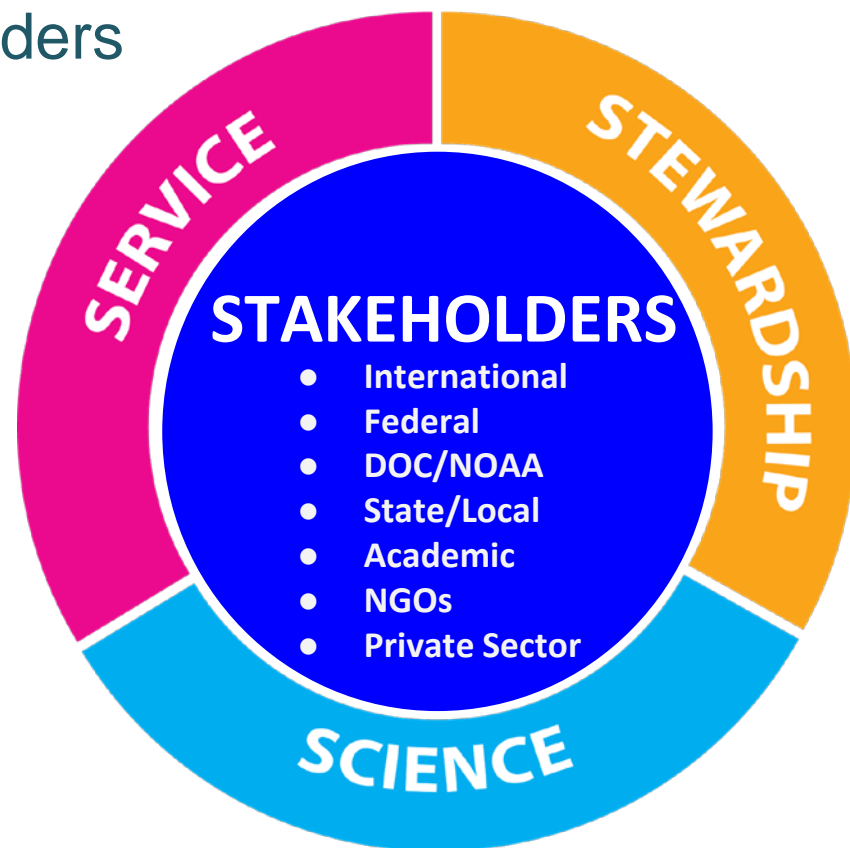 ders
SERVICE
STEWARDSHIP
STAKEHOLDERS
● International
● Federal
● DOC/NOAA
● State/Local
● Academic
● NGOs
● Private Sector
SCIENCE